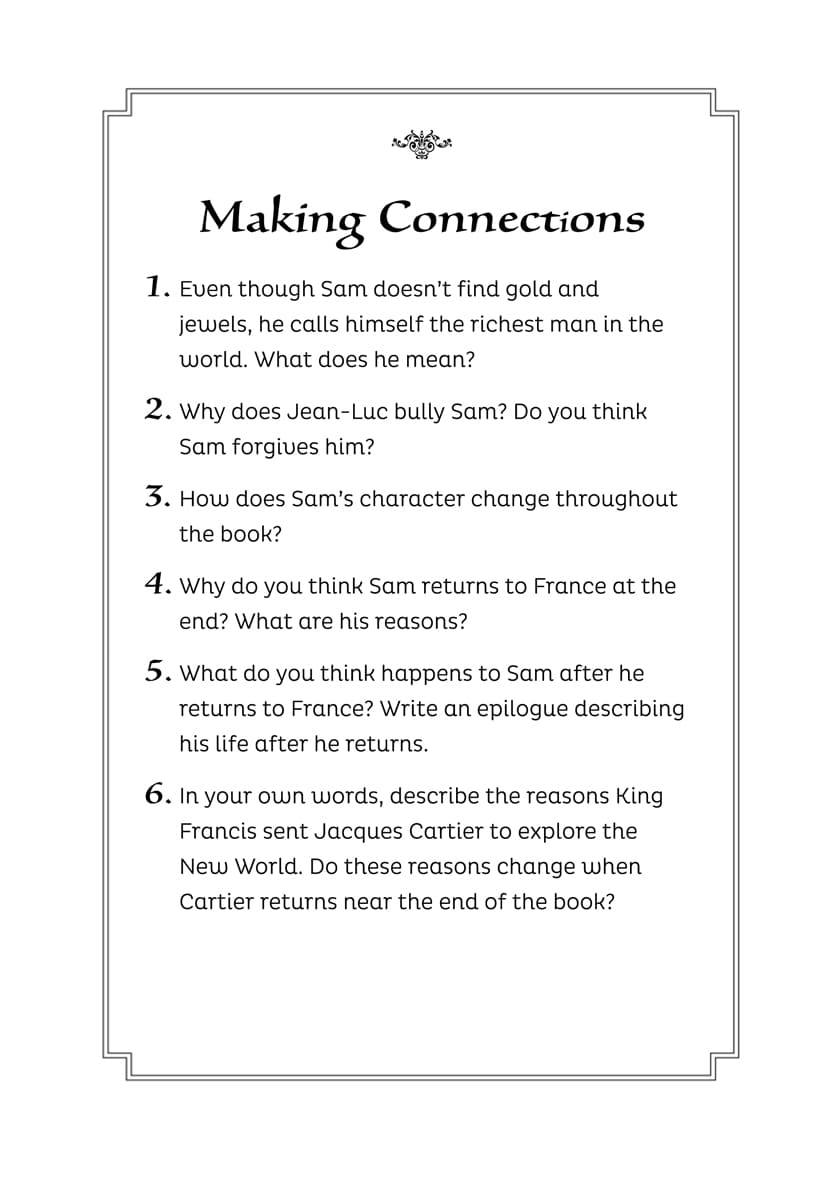 Making Connections
1. Even though Sam doesn't find gold and
jewels, he calls himself the richest man in the
world. What does he mean?
2. Why does Jean-Luc bully Sam? Do you think
Sam forgives him?
3. How does Sam's character change throughout
the book?
4. Why do you think Sam returns to France at the
end? What are his reasons?
5. What do you think happens to Sam after he
returns to France? Write an epilogue describing
his life after he returns.
6. In your own words, describe the reasons King
Francis sent Jacques Cartier to explore the
New World. Do these reasons change when
Cartier returns near the end of the book?